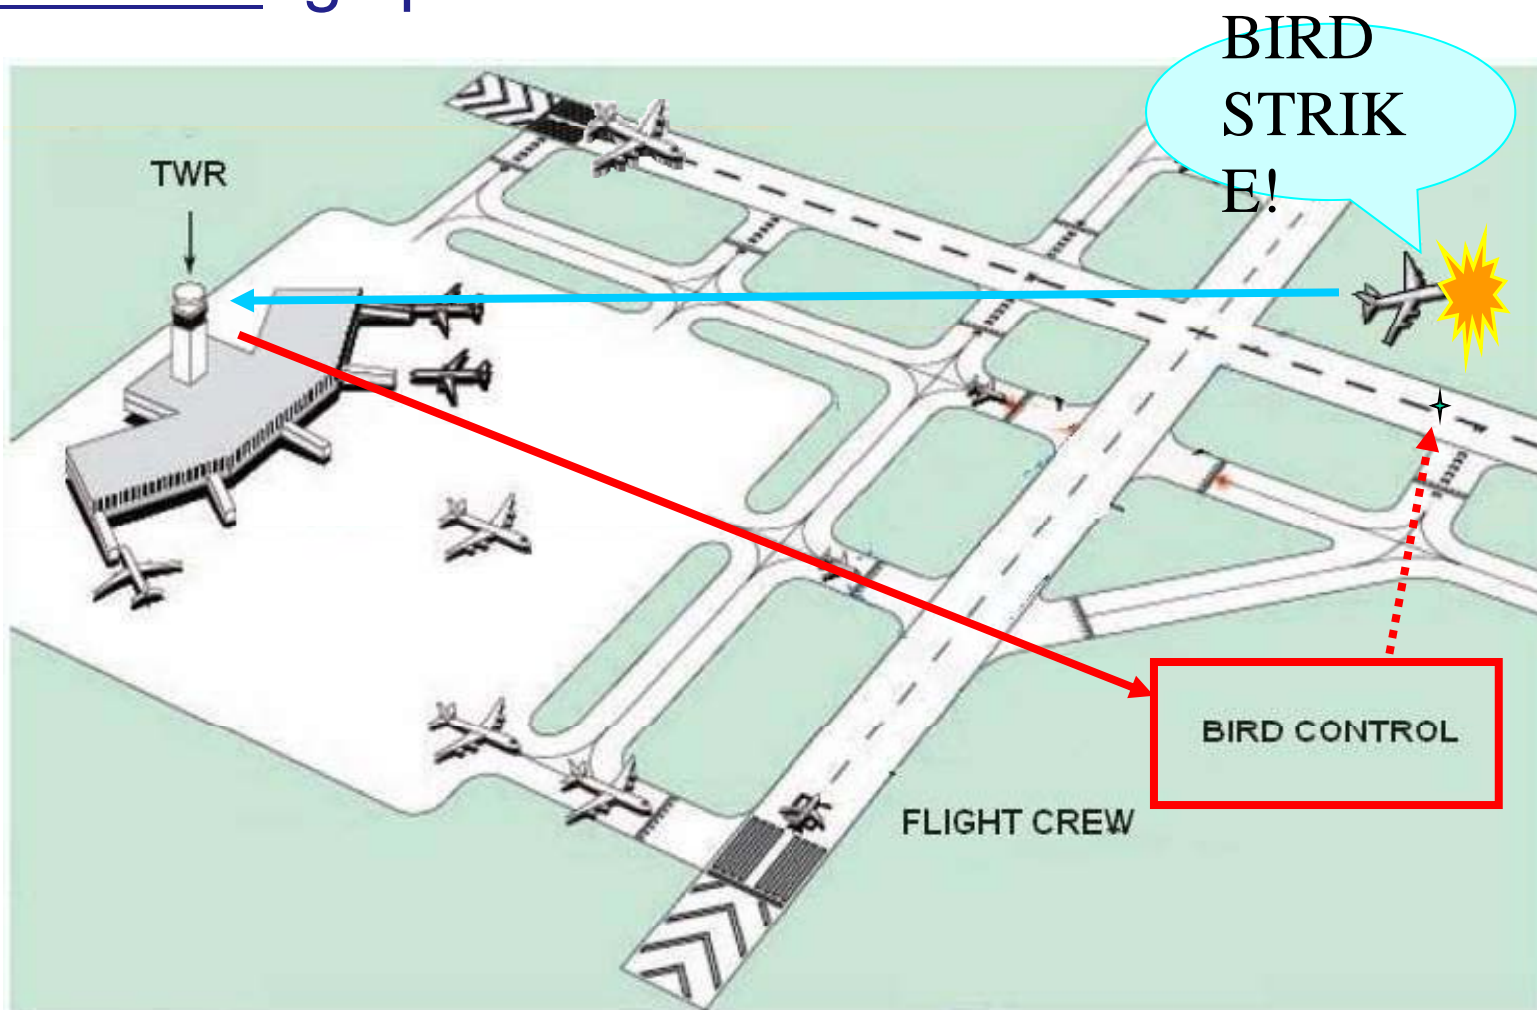 BIRD
STRIK
E!
TWR
BIRD CONTROL
FLIGHT CREW